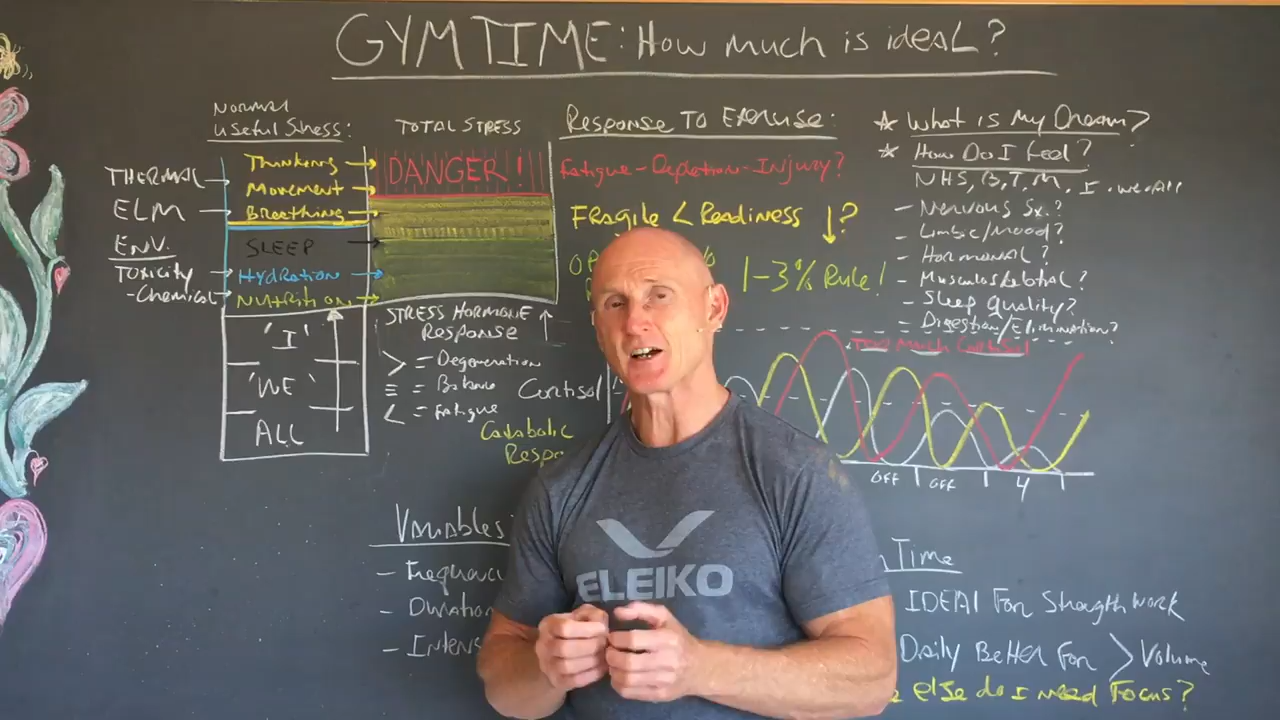 GYM TIME: How much is ideal?
NORMAL
Useful Stress:
THERMAL
ELM
ENV.
TOXICITY
-Chemical
Thinking
Movement
Breathing
SLEEP
Hydration
Nutrition
'I'
'WE'
ALL
TOTAL STRESS
DANGER!
STRESS HORMONE
Response
> = Degeneration
≡ = Balance
< = Fatigue
Cortisol
Catabolic
Variables:
- Duration
Response To Exercise:
Fatigue - Depletion - Injury?
Fragile < Readiness ↓?
1-3% Rule!
* What is My Dream?
* How Do I Feel?
NHS, B, T, M, I-we-All
- Nervous Sx.?
- Limbic/Mood?
- Hormonal?
- Musculoskeletal?
- Sleep Quality?
- Digestion/Elimination?
Too Much Cortisol
OFF
OFF
4
Time
IDEAL For Strength Work
Daily Better For > Volume
else do I need Focus?
ELEIKO